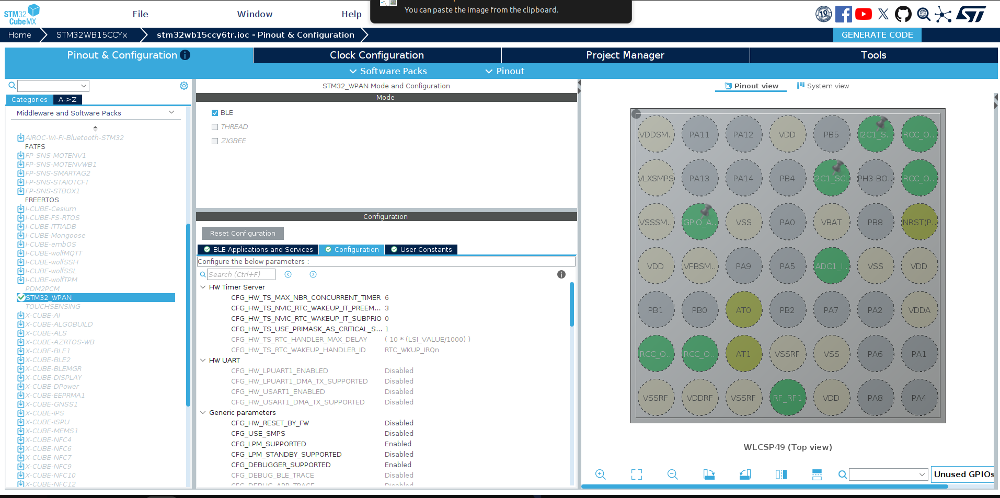 You can paste the image from the clipboard.
STM32
CubeMX
File
Window
Help
10
ST
Home
STM32WB15CCYx
stm32wb15ccy6tr.ioc - Pinout & Configuration
GENERATE CODE
Pinout & Configuration
Clock Configuration
Project Manager
Tools
Software Packs
Pinout
Categories
A->Z
Middleware and Software Packs
AIROC-Wi-Fi-Bluetooth-STM32
FATFS
FP-SNS-MOTENV1
FP-SNS-MOTENVWB1
FP-SNS-SMARTAG2
FP-SNS-STAIOTCFT
FP-SNS-STBOX1
FREERTOS
I-CUBE-Cesium
I-CUBE-FS-RTOS
I-CUBE-ITTIADB
I-CUBE-Mongoose
I-CUBE-embOS
I-CUBE-wolfMQTT
I-CUBE-wolfSSH
I-CUBE-wolfSSL
I-CUBE-wolfTPM
PDM2PCM
STM32_WPAN
TOUCHSENSING
X-CUBE-AI
X-CUBE-ALGOBUILD
X-CUBE-ALS
X-CUBE-AZRTOS-WB
X-CUBE-BLE1
X-CUBE-BLE2
X-CUBE-BLEMGR
X-CUBE-DISPLAY
X-CUBE-DPower
X-CUBE-EEPRMA1
X-CUBE-GNSS1
X-CUBE-IPS
X-CUBE-ISPU
X-CUBE-MEMS1
X-CUBE-NFC4
X-CUBE-NFC6
X-CUBE-NFC7
X-CUBE-NFC9
X-CUBE-NFC10
X-CUBE-NFC12
STM32_WPAN Mode and Configuration
Mode
BLE
THREAD
ZIGBEE
Configuration
Reset Configuration
BLE Applications and Services
Configuration
User Constants
Configure the below parameters :
Search (Ctrl+F)
HW Timer Server
CFG_HW_TS_MAX_NBR_CONCURRENT_TIMER 6
CFG_HW_TS_NVIC_RTC_WAKEUP_IT_PREEM... 3
CFG_HW_TS_NVIC_RTC_WAKEUP_IT_SUBPRIO 0
CFG_HW_TS_USE_PRIMASK_AS_CRITICAL_S... 1
CFG_HW_TS_RTC_HANDLER_MAX_DELAY ( 10 * (LSI_VALUE/1000) )
CFG_HW_TS_RTC_WAKEUP_HANDLER_ID RTC_WKUP_IRQn
HW UART
CFG_HW_LPUART1_ENABLED Disabled
CFG_HW_LPUART1_DMA_TX_SUPPORTED Disabled
CFG_HW_USART1_ENABLED Disabled
CFG_HW_USART1_DMA_TX_SUPPORTED Disabled
Generic parameters
CFG_HW_RESET_BY_FW Disabled
CFG_USE_SMPS Disabled
CFG_LPM_SUPPORTED Enabled
CFG_LPM_STANDBY_SUPPORTED Disabled
CFG_DEBUGGER_SUPPORTED Enabled
CFG_DEBUG_BLE_TRACE Disabled
CFG_DEBUG_APP_TRACE Disabled
Pinout view
System view
VDDSM.. PA11 PA12 VDD PB5 I2C1_S.. RCC_O..
VLXSMPS PA13 PA14 PB4 I2C1_SCL PH3-BO.. RCC_O..
VSSSM.. GPIO_A.. VSS PA0 VBAT PB8 NRST(P..
VDD VFBSM.. PA9 PA5 ADC1_I.. VSS VDD
PB1 PB0 AT0 PB2 PA7 PA2 VDDA
RCC_O.. RCC_O.. AT1 VSSRF VSS PA6 PA1
VSSRF VDDRF VSSRF RF_RF1 VDD PA8 PA4
WLCSP49 (Top view)
Unused GPIOs